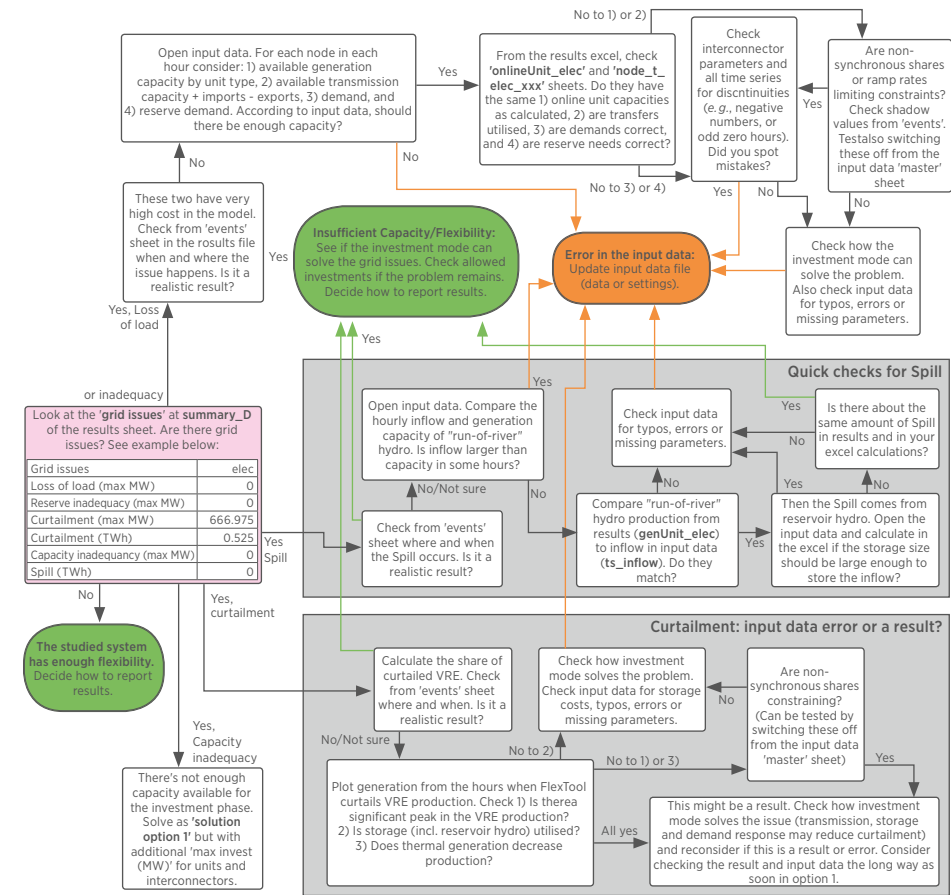 No to 1) or 2)
Open input data. For each node in each
hour consider: 1) available generation
capacity by unit type, 2) available transmission
capacity + imports - exports, 3) demand, and
4) reserve demand. According to input data, should
there be enough capacity?
Yes
No
From the results excel, check
'onlineUnit_elec' and 'node_t_
elec_xxx' sheets. Do they have
the same 1) online unit capacities
as calculated, 2) are transfers
utilised, 3) are demands correct,
and 4) are reserve needs correct?
No to 3) or 4)
Check
interconnector
parameters and
all time series
for discntinuities
(e.g., negative
numbers, or
odd zero hours).
Did you spot
mistakes?
Yes
No
Are non-
synchronous shares
or ramp rates
limiting constraints?
Check shadow
values from 'events'.
Testalso switching
these off from the
input data 'master'
sheet
Yes
No
No
These two have very
high cost in the model.
Check from 'events'
sheet in the rosults file
when and where the
issue happens. Is it a
realistic result?
Yes
Yes, Loss
of load
or inadequacy
Insufficient Capacity/Flexibility:
See if the investment mode can
solve the grid issues. Check allowed
investments if the problem remains.
Decide how to report results.
Error in the input data:
Update input data file
(data or settings).
Check how the
investment mode can
solve the problem.
Also check input data
for typos, errors or
missing parameters.
Look at the 'grid issues' at summary_D
of the results sheet. Are there grid
issues? See example below:
Grid issues elec
Loss of load (max MW) 0
Reserve inadequacy (max MW) 0
Curtailment (max MW) 666.975
Curtailment (TWh) 0.525
Capacity inadequancy (max MW) 0
Spill (TWh) 0
Yes
Spill
No
Yes,
curtailment
Yes,
Capacity
inadequacy
The studied system
has enough flexibility.
Decide how to report
results.
There's not enough
capacity available for
the investment phase.
Solve as 'solution
option 1' but with
additional 'max invest
(MW)' for units and
interconnectors.
Quick checks for Spill
Yes
Yes
Open input data. Compare the
hourly inflow and generation
capacity of "run-of-river"
hydro. Is inflow larger than
capacity in some hours?
No/Not sure
No
Check from 'events'
sheet where and when
the Spill occurs. Is it a
realistic result?
Check input data
for typos, errors or
missing parameters.
No
Compare "run-of-river"
hydro production from
results (genUnit_elec)
to inflow in input data
(ts_inflow). Do they
match?
Yes
Yes
No
Yes
Is there about the
same amount of Spill
in results and in your
excel calculations?
No
Then the Spill comes from
reservoir hydro. Open the
input data and calculate in
the excel if the storage size
should be large enough to
store the inflow?
Curtailment: input data error or a result?
Calculate the share of
curtailed VRE. Check
from 'events' sheet
where and when. Is it a
realistic result?
No/Not sure
Check how investment
mode solves the problem.
Check input data for storage
costs, typos, errors or
missing parameters.
No to 2)
No
Are non-
synchronous shares
constraining?
(Can be tested by
switching these off
from the input data
'master' sheet)
Yes
No to 1) or 3)
Plot generation from the hours when FlexTool
curtails VRE production. Check 1) Is therea
significant peak in the VRE production?
2) Is storage (incl. reservoir hydro) utilised?
3) Does thermal generation decrease
production?
All yes
This might be a result. Check how investment
mode solves the issue (transmission, storage
and demand response may reduce curtailment)
and reconsider if this is a result or error. Consider
checking the result and input data the long way as
soon in option 1.